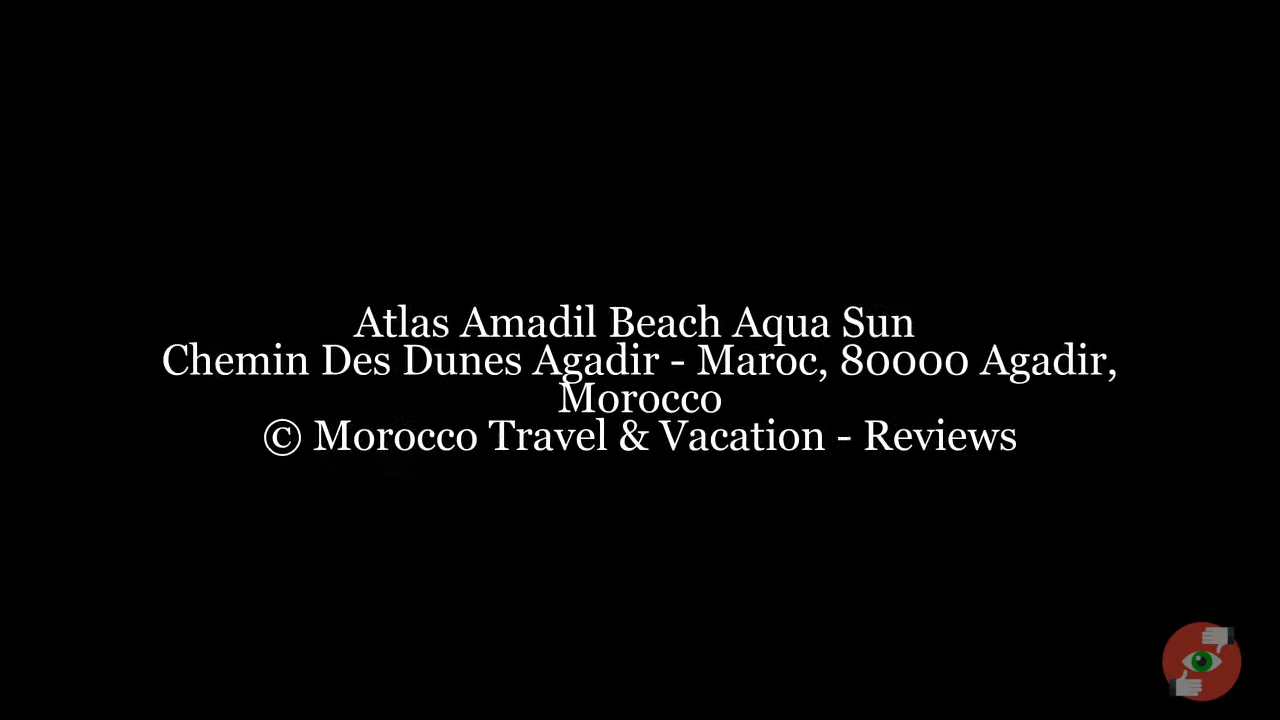 Atlas Amadil Beach Aqua Sun
Chemin Des Dunes Agadir - Maroc, 80000 Agadir,
Morocco
© Morocco Travel & Vacation - Reviews